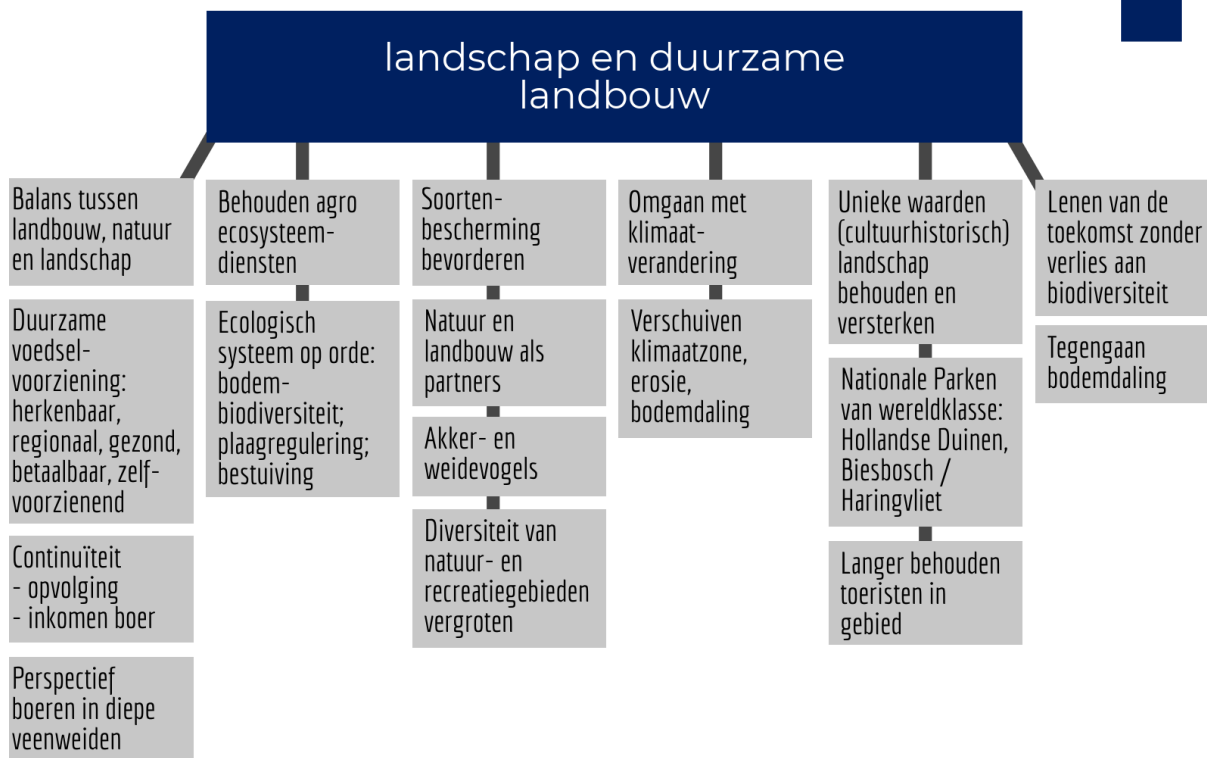 landschap en duurzame
landbouw
Balans tussen
landbouw, natuur
en landschap
Duurzame
voedsel-
voorziening:
herkenbaar,
regionaal, gezond,
betaalbaar, zelf-
voorzienend
Continuïteit
- opvolging
- inkomen boer
Perspectief
boeren in diepe
veenweiden
Behouden agro
ecosysteem-
diensten
Ecologisch
systeem op orde:
bodem-
biodiversiteit;
plaagregulering;
bestuiving
Soorten-
bescherming
bevorderen
Natuur en
landbouw als
partners
Akker- en
weidevogels
Diversiteit van
natuur- en
recreatiegebieden
vergroten
Omgaan met
klimaat-
verandering
Verschuiven
klimaatzone,
erosie,
bodemdaling
Unieke waarden
(cultuurhistorisch)
landschap
behouden en
versterken
Nationale Parken
van wereldklasse:
Hollandse Duinen,
Biesbosch /
Haringvliet
Langer behouden
toeristen in
gebied
Lenen van de
toekomst zonder
verlies aan
biodiversiteit
Tegengaan
bodemdaling